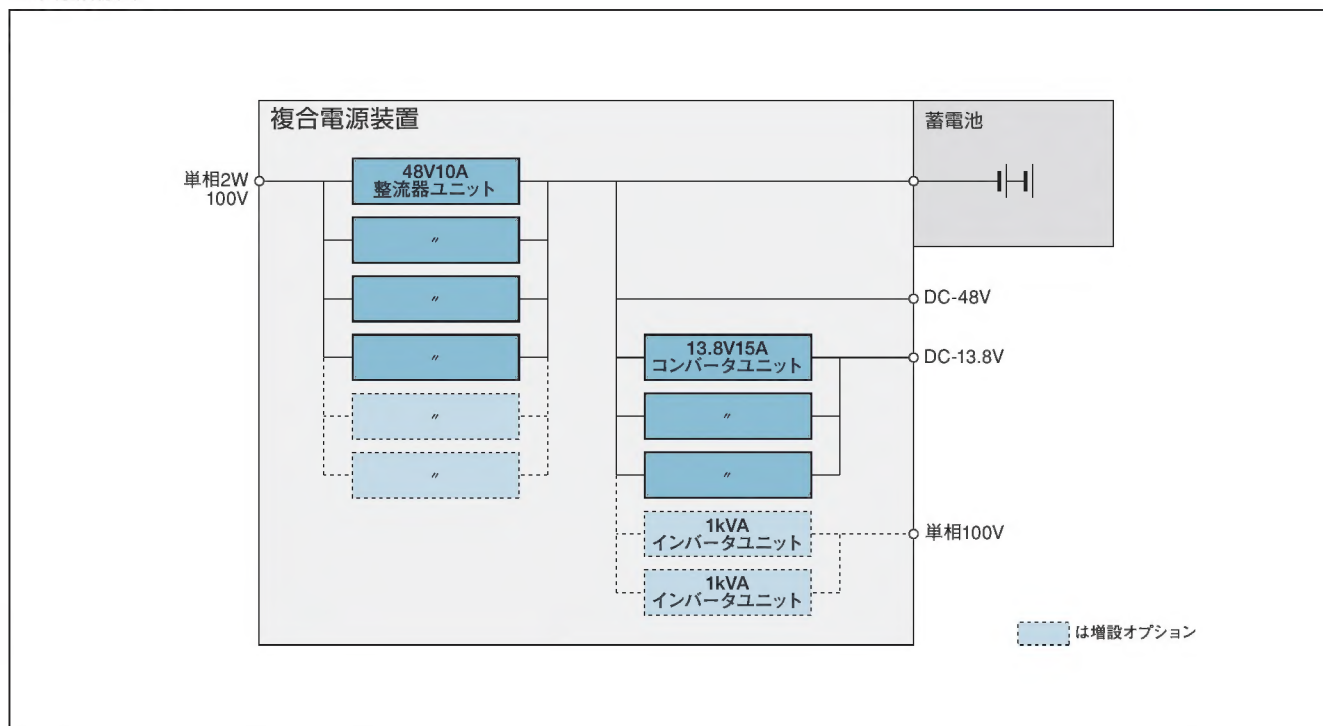 複合電源装置
蓄電池
単相2W
100V
48V10A
整流器ユニット
〃
〃
〃
〃
〃
DC-48V
13.8V15A
コンバータユニット
DC-13.8V
〃
〃
1kVA
インバータユニット
単相100V
1kVA
インバータユニット
は増設オプション